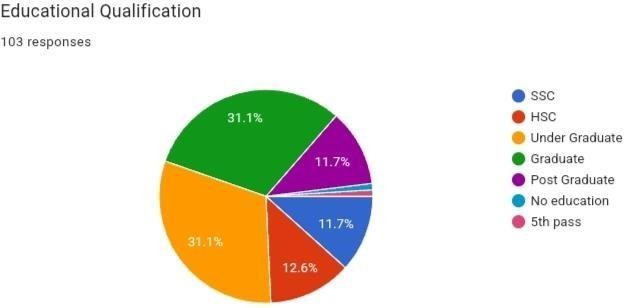 Educational Qualification
103 responses
31.1%
11.7%
11.7%
12.6%
31.1%
SSC
HSC
Under Graduate
Graduate
Post Graduate
No education
5th pass